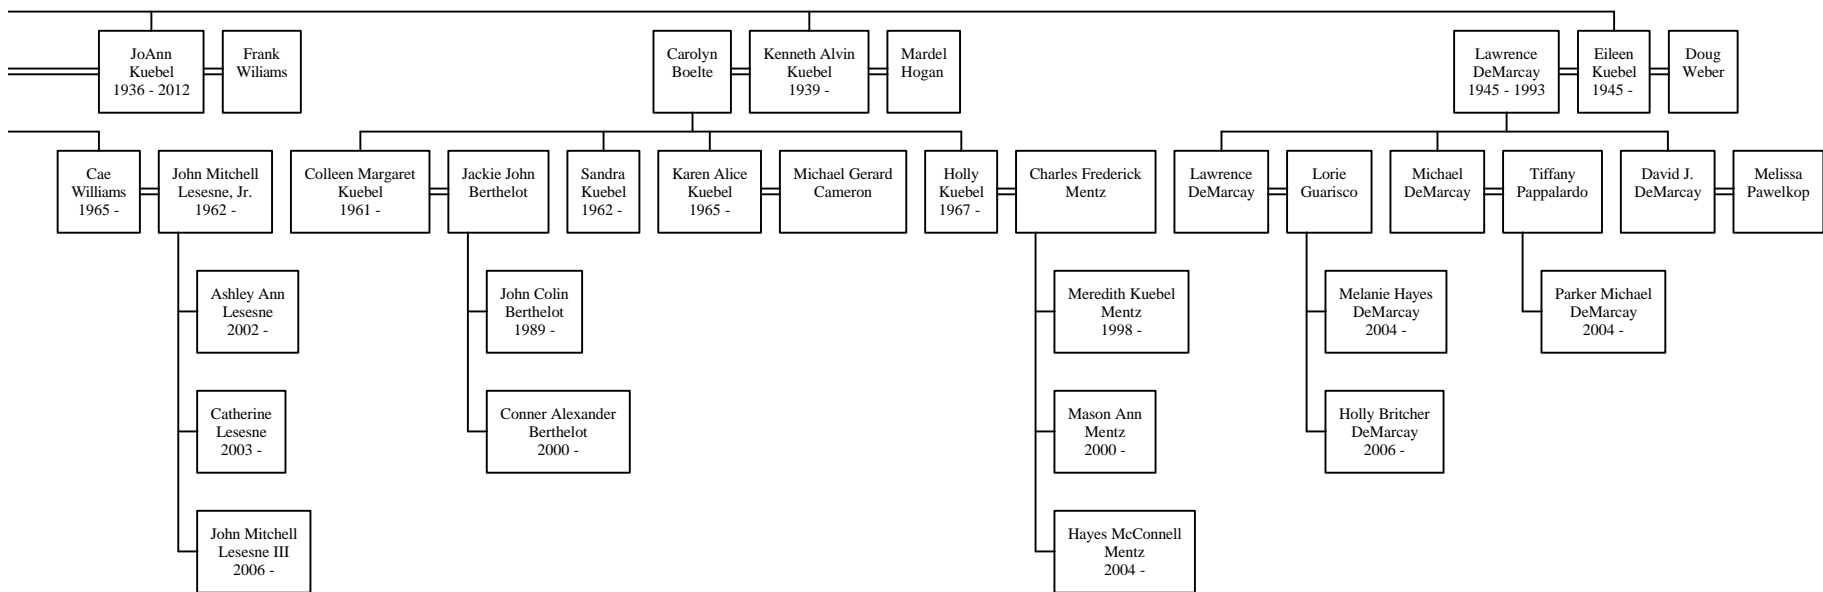 JoAnn
Kuebel
1936 - 2012
Frank
Wiliams
Carolyn
Boelte
Kenneth Alvin
Kuebel
1939 -
Mardel
Hogan
Lawrence
DeMarcay
1945 - 1993
Eileen
Kuebel
1945 -
Doug
Weber
Cae
Williams
1965 -
John Mitchell
Lesesne, Jr.
1962 -
Colleen Margaret
Kuebel
1961 -
Jackie John
Berthelot
Sandra
Kuebel
1962 -
Karen Alice
Kuebel
1965 -
Michael Gerard
Cameron
Holly
Kuebel
1967 -
Charles Frederick
Mentz
Lawrence
DeMarcay
Lorie
Guarisco
Michael
DeMarcay
Tiffany
Pappalardo
David J.
DeMarcay
Melissa
Pawelkop
Ashley Ann
Lesesne
2002 -
John Colin
Berthelot
1989 -
Meredith Kuebel
Mentz
1998 -
Melanie Hayes
DeMarcay
2004 -
Parker Michael
DeMarcay
2004 -
Catherine
Lesesne
2003 -
Conner Alexander
Berthelot
2000 -
Mason Ann
Mentz
2000 -
Holly Britcher
DeMarcay
2006 -
John Mitchell
Lesesne III
2006 -
Hayes McConnell
Mentz
2004 -